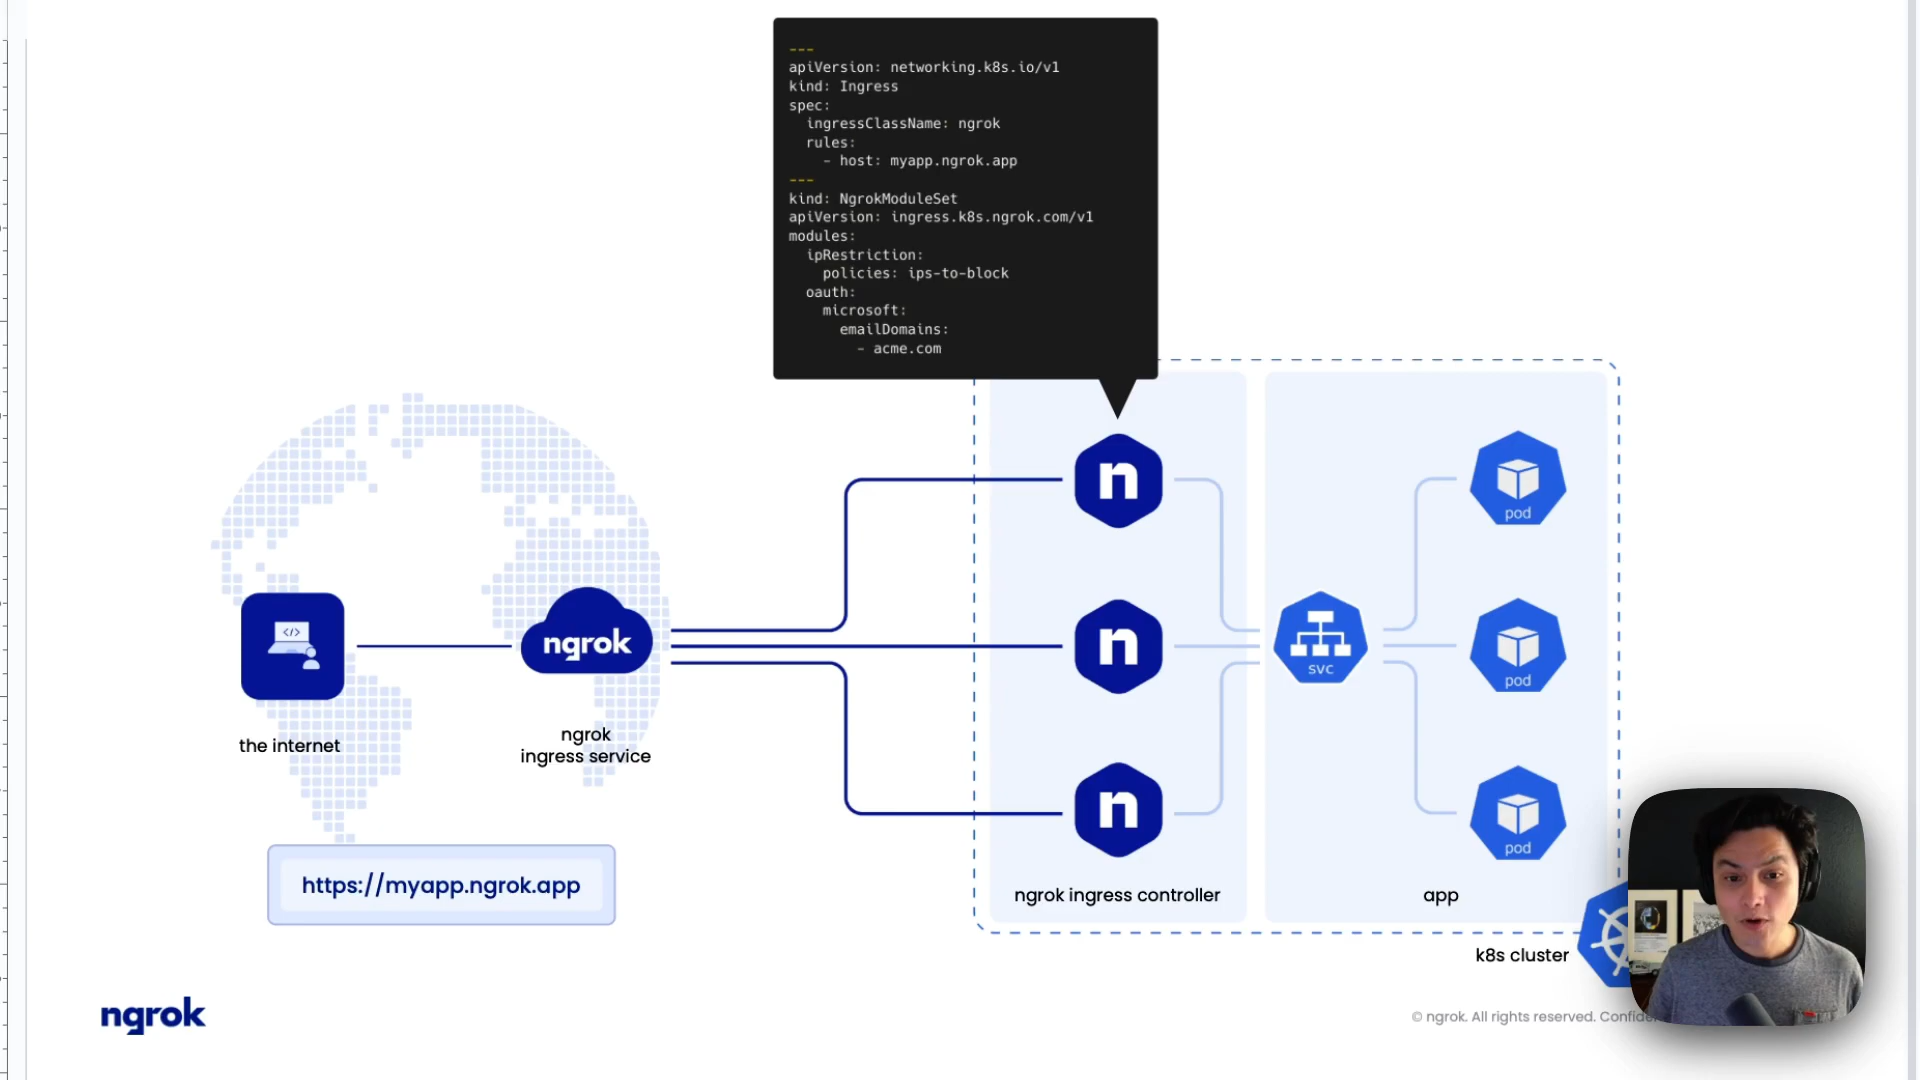 ---
apiVersion: networking.k8s.io/v1
kind: Ingress
spec:
  ingressClassName: ngrok
  rules:
    - host: myapp.ngrok.app
---
kind: NgrokModuleSet
apiVersion: ingress.k8s.ngrok.com/v1
modules:
  ipRestriction:
    policies: ips-to-block
  oauth:
    microsoft:
      emailDomains:
        - acme.com
n
pod
</>
ngrok
n
svc
pod
the internet
ngrok
ingress service
n
pod
https://myapp.ngrok.app
ngrok ingress controller
app
k8s cluster
ngrok
© ngrok. All rights reserved.